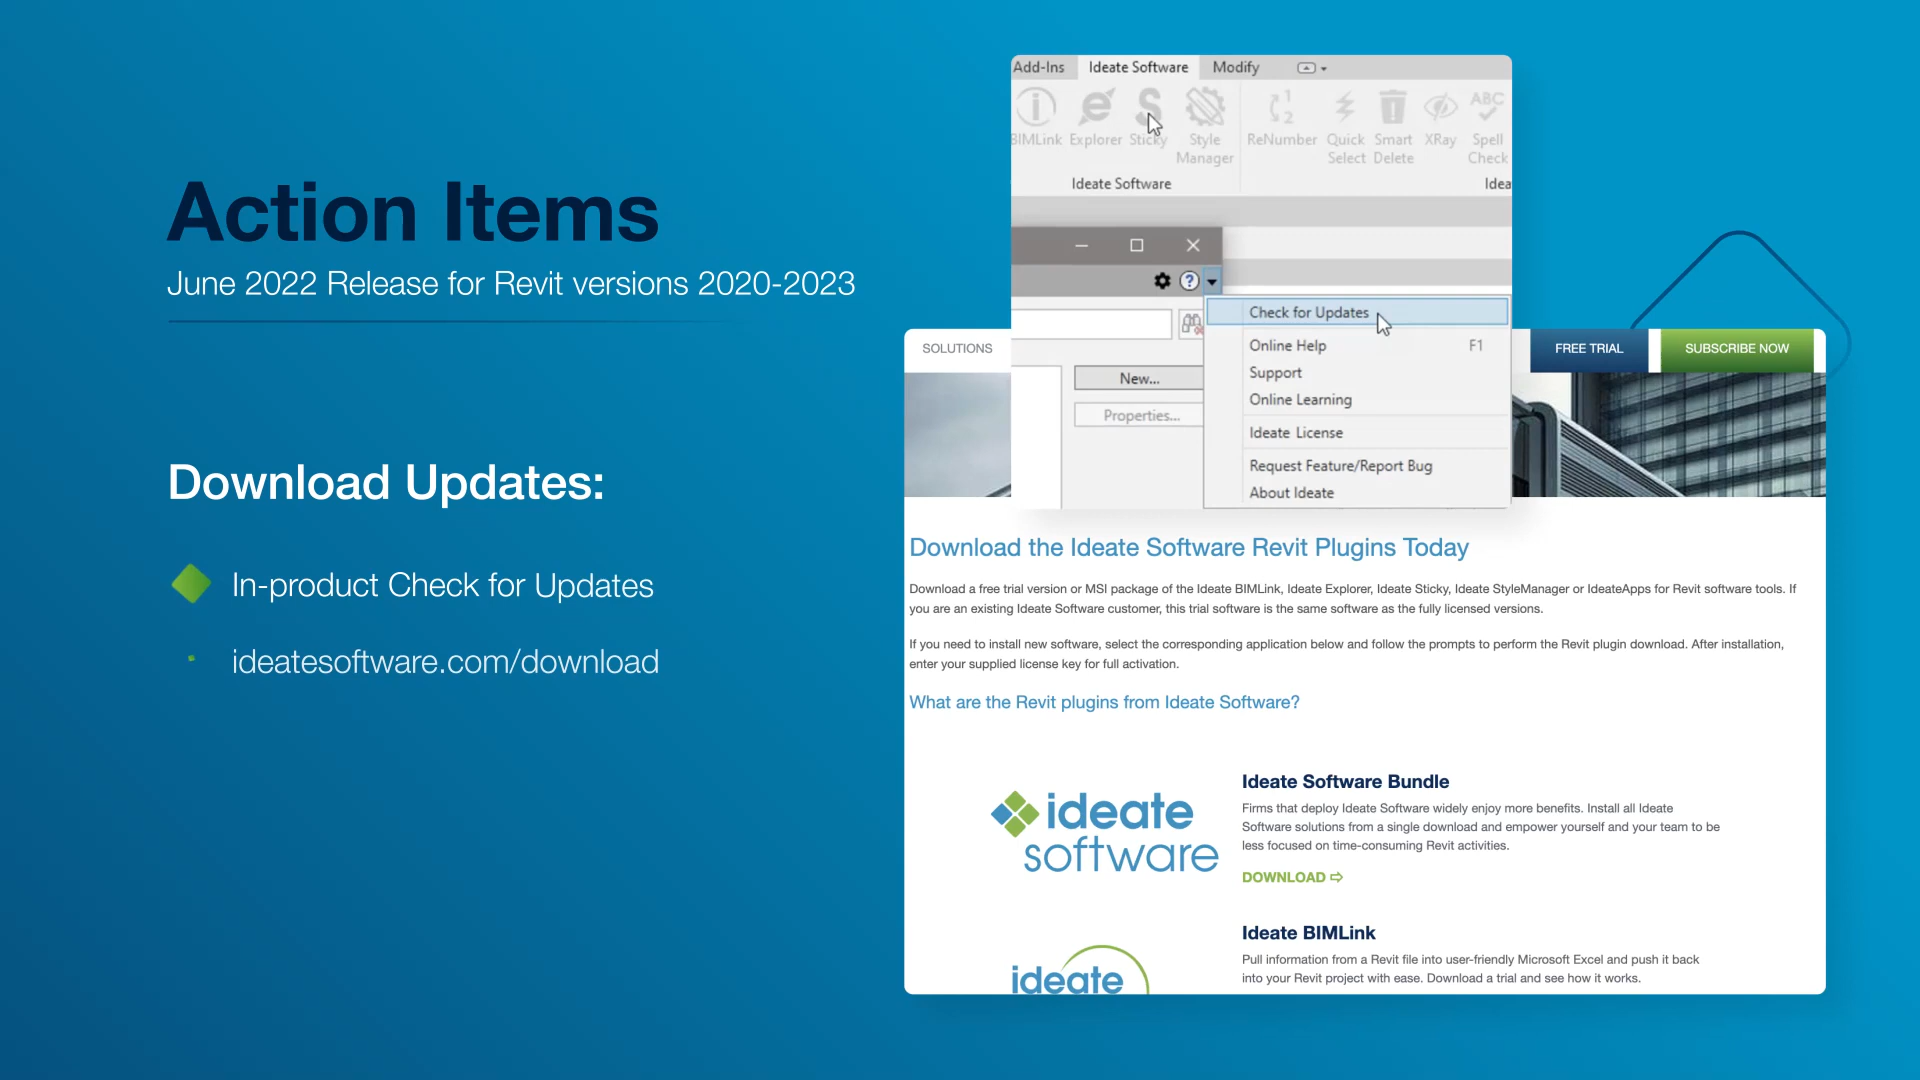 Action Items
June 2022 Release for Revit versions 2020-2023
Download Updates:
In-product Check for Updates
ideatesoftware.com/download
Add-Ins Ideate Software Modify
BIMLink Explorer Sticky Style Manager ReNumber Quick Select Smart Delete XRay ABC Spell Check
Ideate Software Idea
Check for Updates
Online Help F1
Support
Online Learning
Ideate License
Request Feature/Report Bug
About Ideate
New...
Properties...
SOLUTIONS FREE TRIAL SUBSCRIBE NOW
Download the Ideate Software Revit Plugins Today
Download a free trial version or MSI package of the Ideate BIMLink, Ideate Explorer, Ideate Sticky, Ideate StyleManager or IdeateApps for Revit software tools. If
you are an existing Ideate Software customer, this trial software is the same software as the fully licensed versions.
If you need to install new software, select the corresponding application below and follow the prompts to perform the Revit plugin download. After installation,
enter your supplied license key for full activation.
What are the Revit plugins from Ideate Software?
ideate
software
Ideate Software Bundle
Firms that deploy Ideate Software widely enjoy more benefits. Install all Ideate
Software solutions from a single download and empower yourself and your team to be
less focused on time-consuming Revit activities.
DOWNLOAD
ideate
Ideate BIMLink
Pull information from a Revit file into user-friendly Microsoft Excel and push it back
into your Revit project with ease. Download a trial and see how it works.